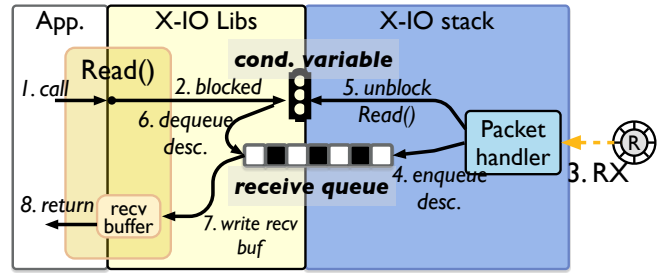 App.
X-IO Libs
X-IO stack
Read()
cond. variable
1. call
2. blocked
5. unblock
Read()
6. dequeue
desc.
Packet
handler
R
3. RX
4. enqueue
desc.
receive queue
8. return
recv
buffer
7. write recv
buf